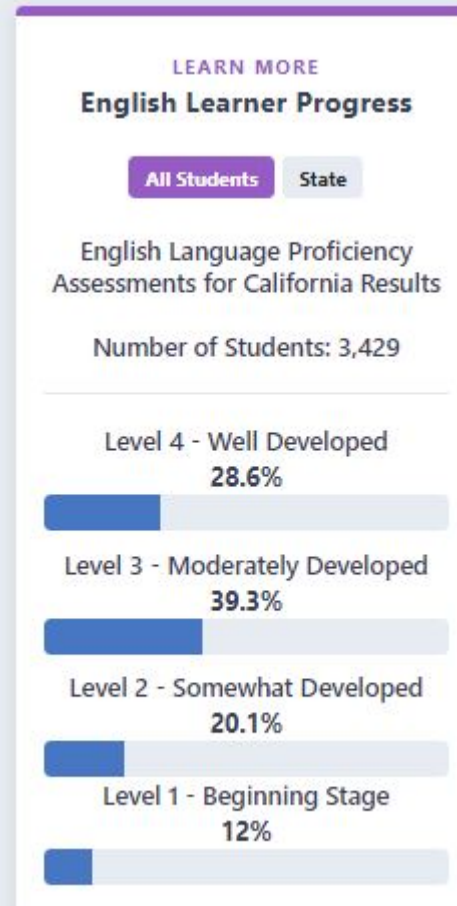 LEARN MORE
English Learner Progress
All Students State
English Language Proficiency
Assessments for California Results
Number of Students: 3,429
Level 4 - Well Developed
28.6%
Level 3 - Moderately Developed
39.3%
Level 2 - Somewhat Developed
20.1%
Level 1 - Beginning Stage
12%